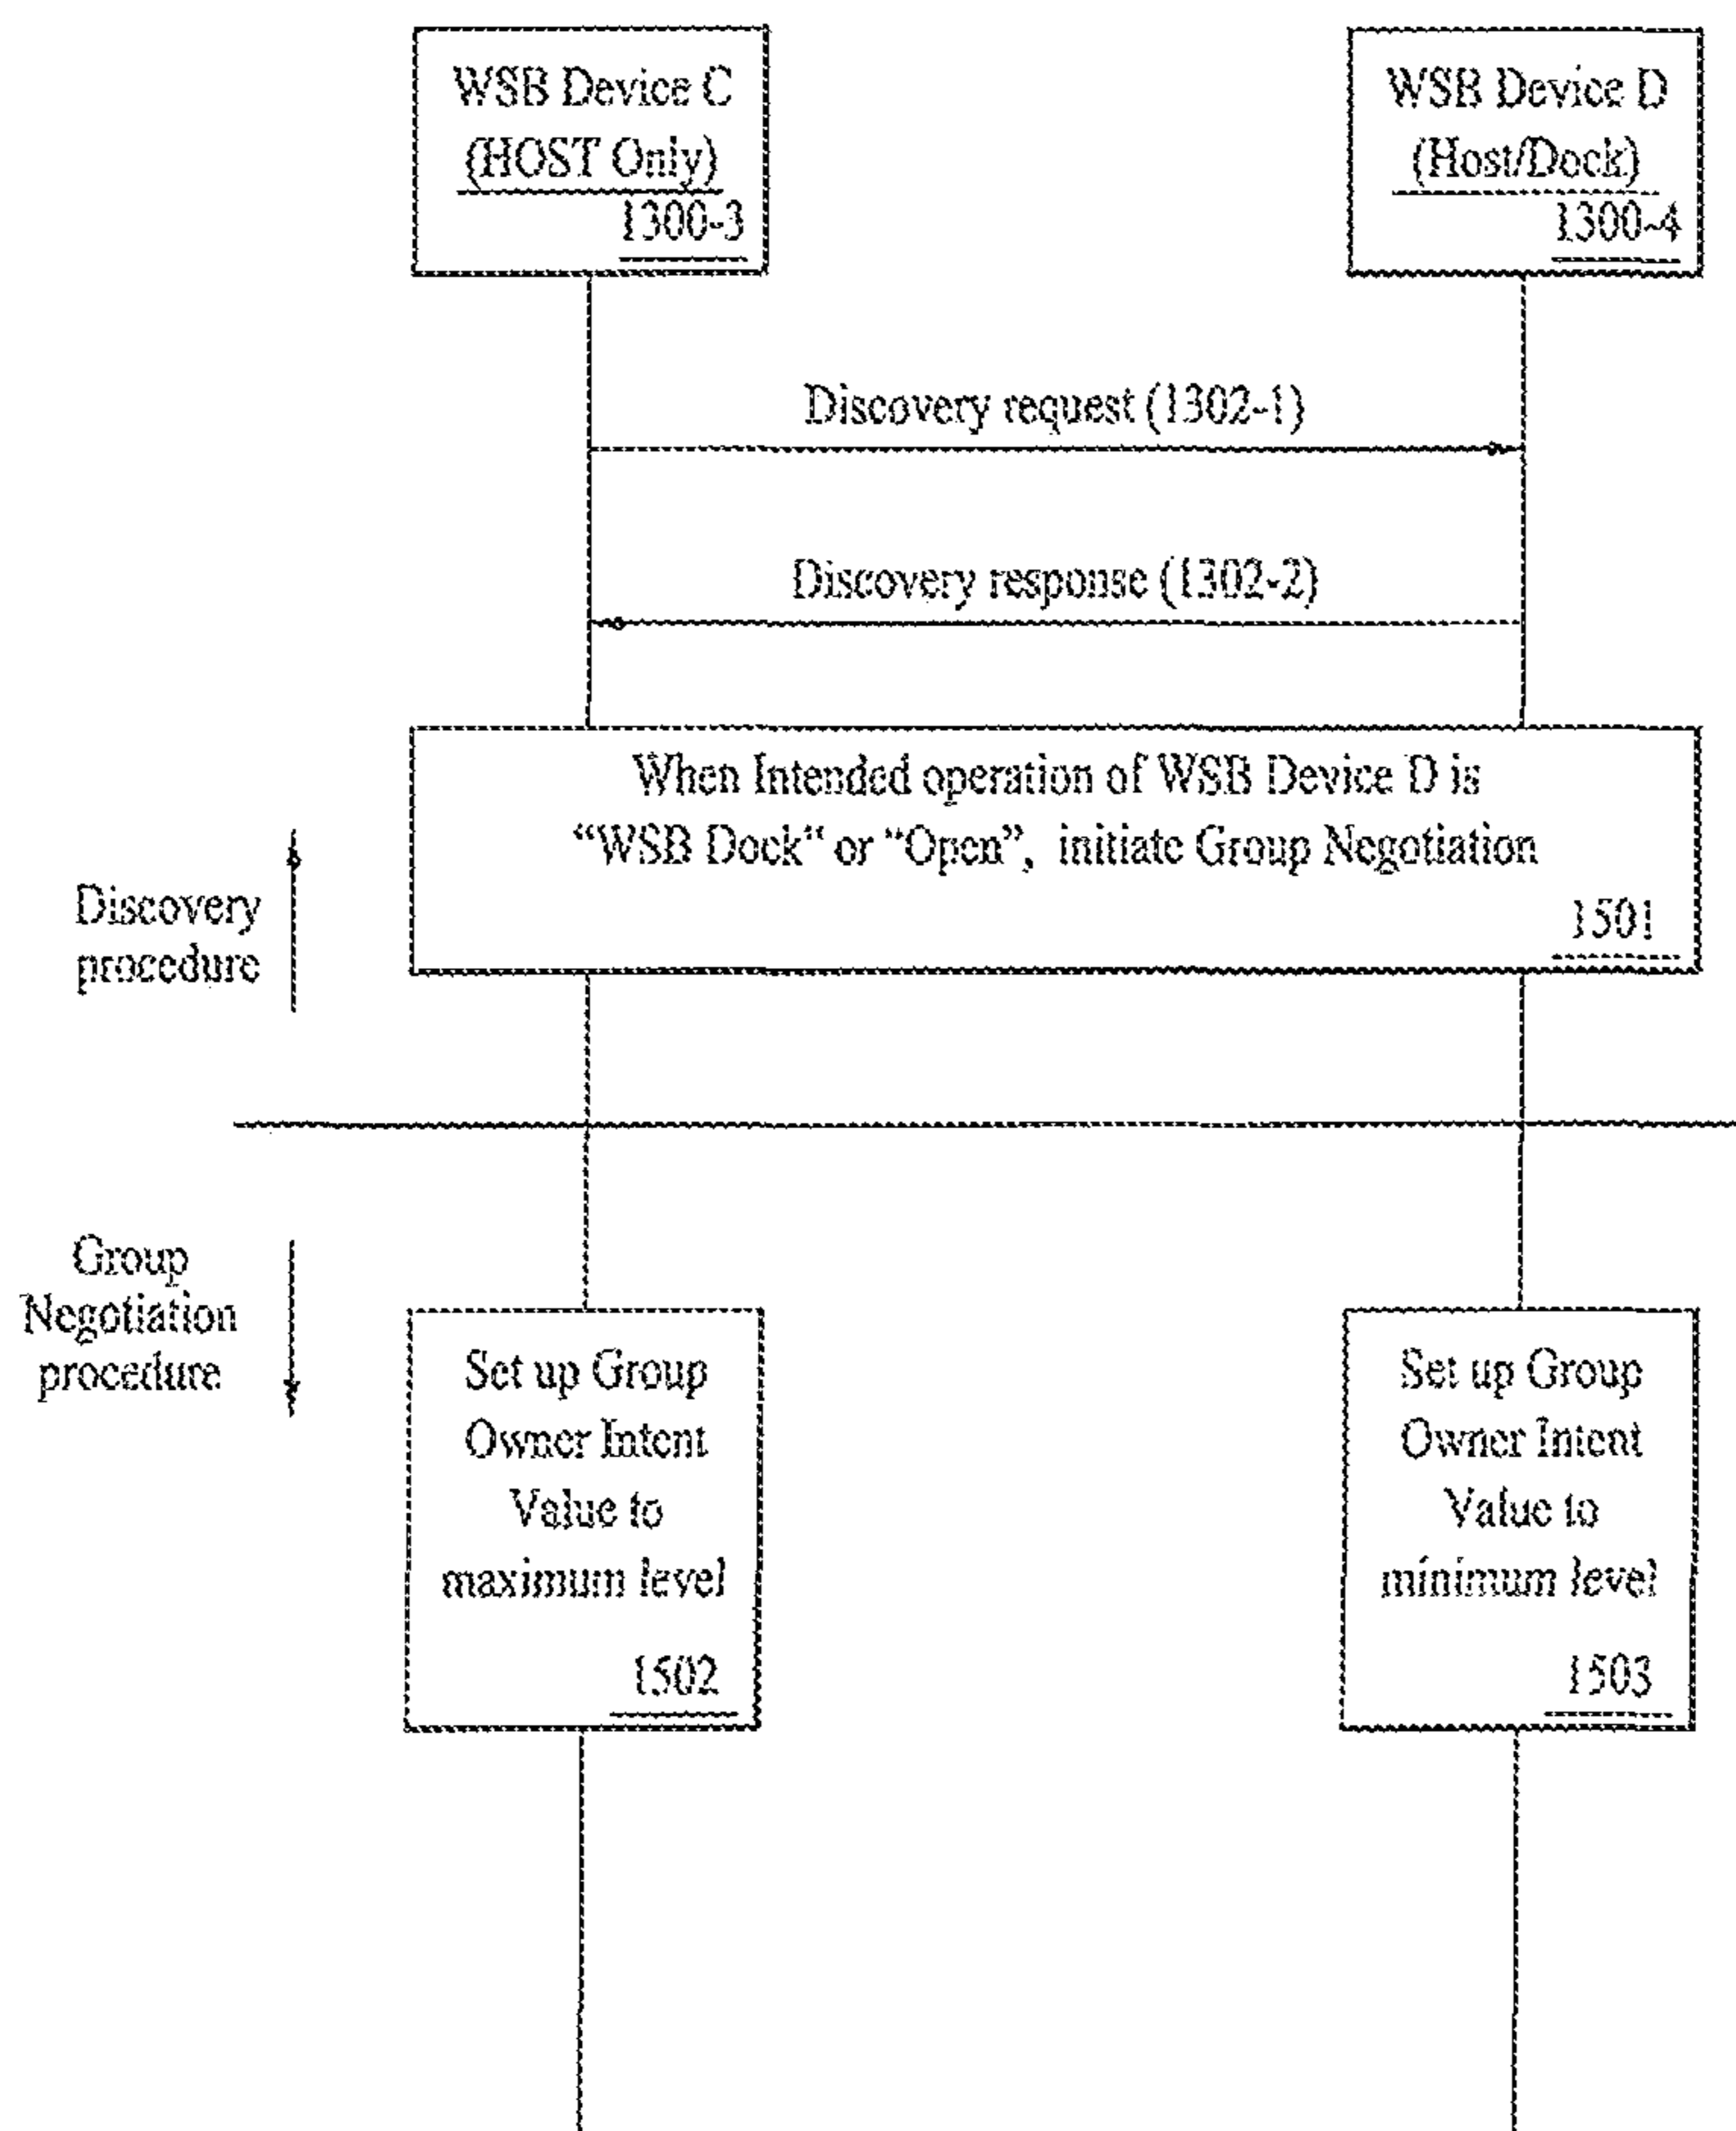 WSB Device C
(HOST Only)
1300-3
WSB Device D
(Host/Dock)
1300-4
Discovery request (1302-1)
Discovery response (1302-2)
When Intended operation of WSB Device D is
“WSB Dock” or “Open”, initiate Group Negotiation
1501
Discovery
procedure
Group
Negotiation
procedure
Set up Group
Owner Intent
Value to
maximum level
1502
Set up Group
Owner Intent
Value to
minimum level
1503